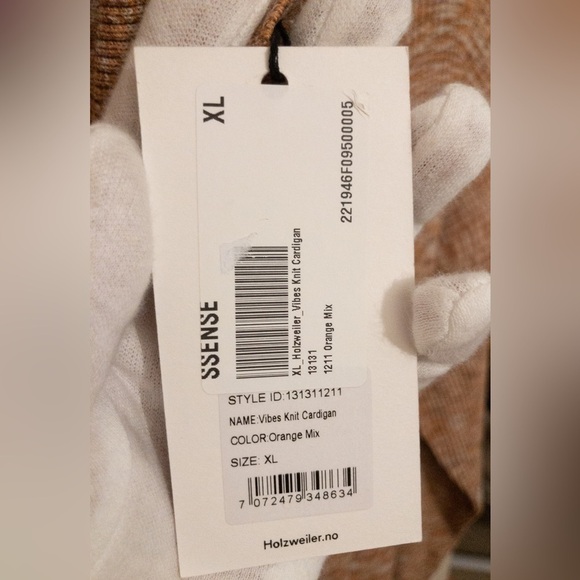 XL
221946F09500005
XL_Holzweiler_Vibes Knit Cardigan
13131
1211 Orange Mix
SSENSE
STYLE ID:131311211
NAME:Vibes Knit Cardigan
COLOR:Orange Mix
SIZE: XL
7 072479 348634
Holzweiler.no